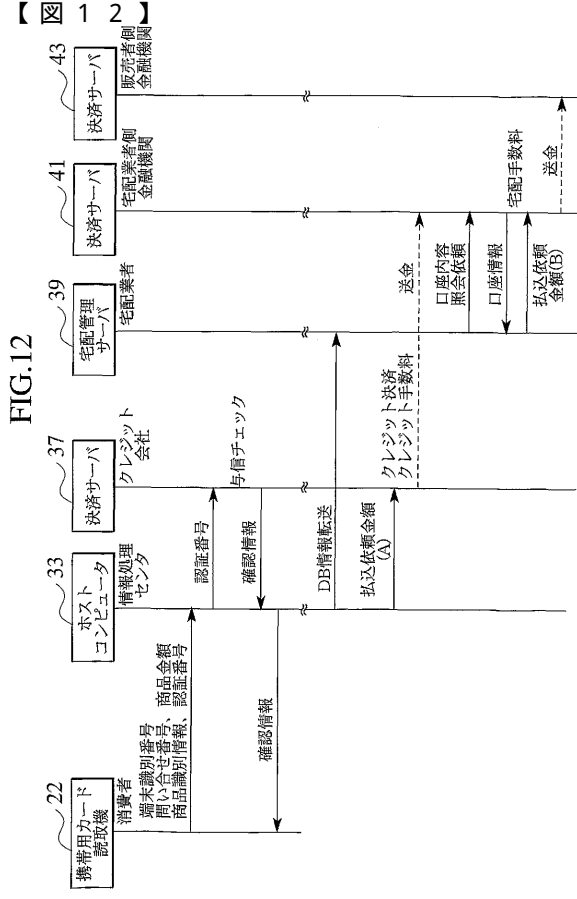 【図１２】
FIG.12
22
携帯用カード
読取機
消費者
33
ホスト
コンピュータ
情報処理
センタ
37
決済サーバ
クレジット
会社
39
宅配管理
サーバ
宅配業者
41
決済サーバ
宅配業者側
金融機関
43
決済サーバ
販売者側
金融機関
端末識別番号
問い合せ番号、商品金額
商品識別情報、認証番号
認証番号
与信チェック
確認情報
確認情報
DB情報転送
払込依頼金額
(A)
クレジット決済
クレジット手数料
送金
口座内容
照会依頼
口座情報
払込依頼
金額(B)
宅配手数料
送金